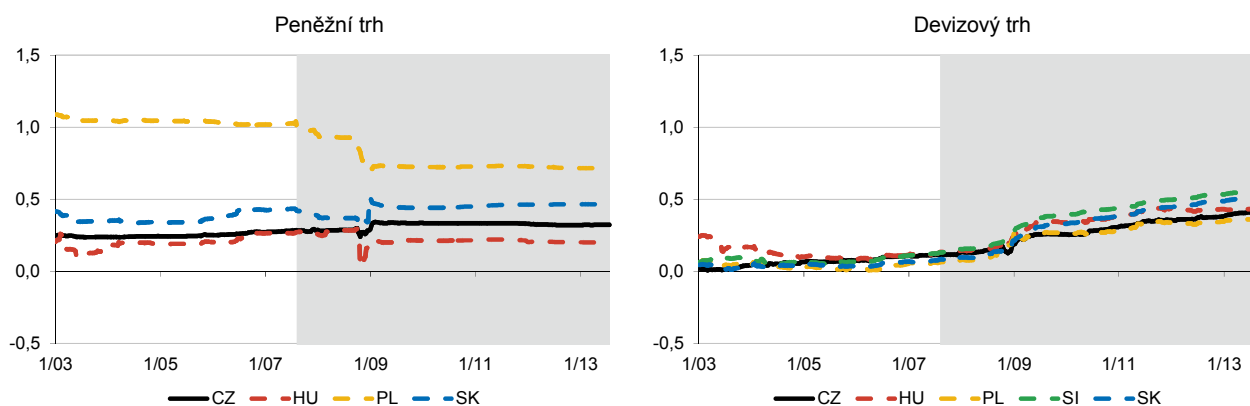 Peněžní trh
1,5
1,0
0,5
0,0
-0,5
1/03 1/05 1/07 1/09 1/11 1/13
CZ HU PL SK
Devizový trh
1,5
1,0
0,5
0,0
-0,5
1/03 1/05 1/07 1/09 1/11 1/13
CZ HU PL SI SK